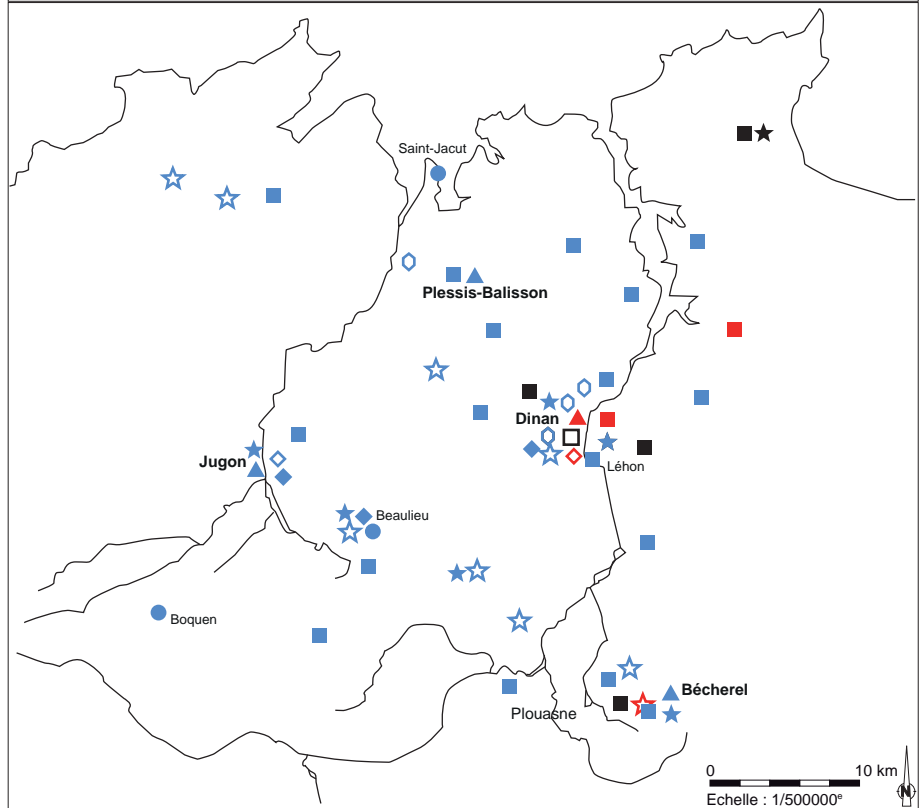 Saint-Jacut
Plessis-Balisson
Dinan
Jugon
Léhon
Beaulieu
Boquen
Bécherel
Plouasne
0 10 km
Echelle : 1/500000e
N